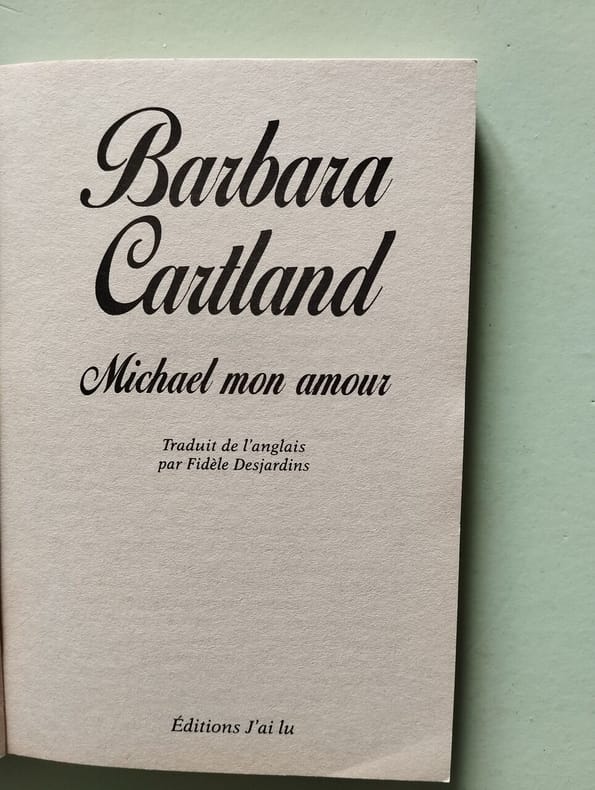 Barbara
Cartland
Michael mon amour
Traduit de l'anglais
par Fidèle Desjardins
Éditions J'ai lu